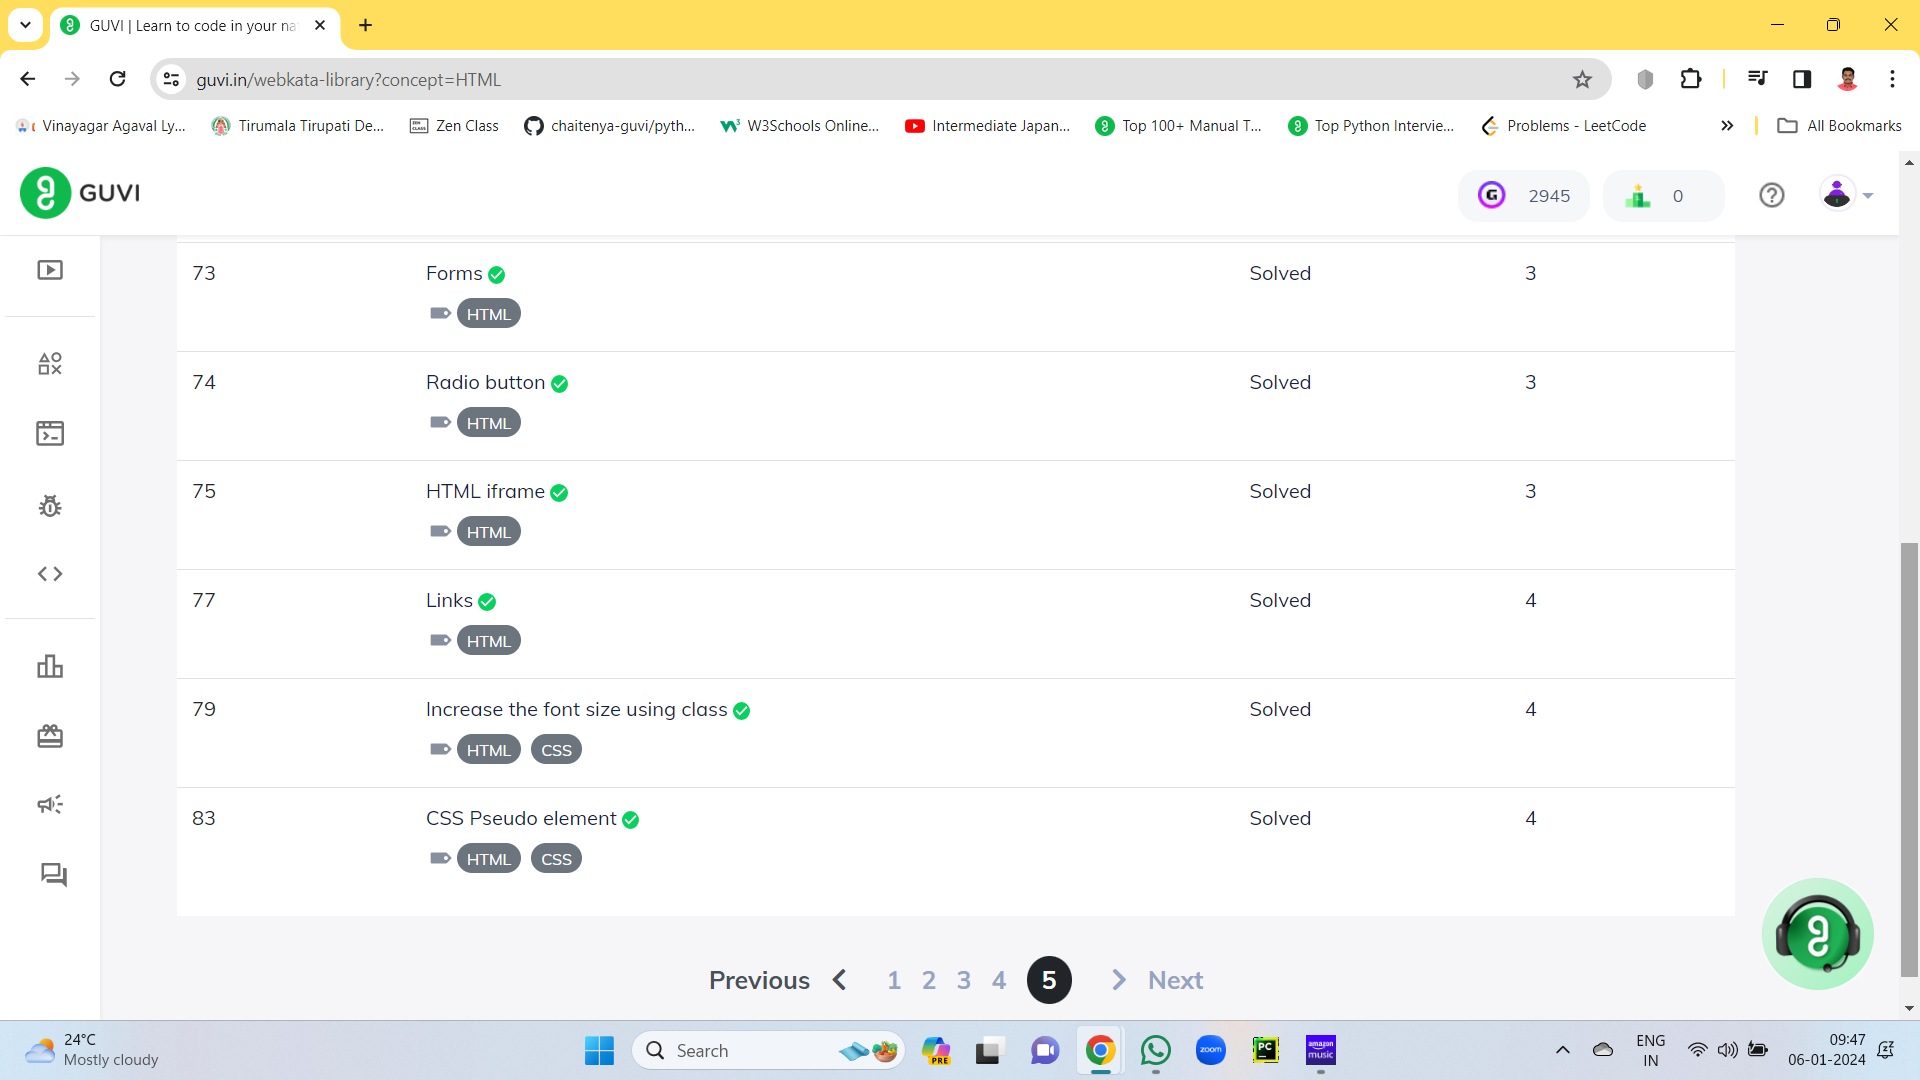 GUVI | Learn to code in your na
guvi.in/webkata-library?concept=HTML
Vinayagar Agaval Ly... Tirumala Tirupati De... Zen Class chaitenya-guvi/pyth... W3Schools Online... Intermediate Japan... Top 100+ Manual T... Top Python Intervie... Problems - LeetCode All Bookmarks
GUVI 2945 0
73 Forms Solved 3
HTML
74 Radio button Solved 3
HTML
75 HTML iframe Solved 3
HTML
77 Links Solved 4
HTML
79 Increase the font size using class Solved 4
HTML CSS
83 CSS Pseudo element Solved 4
HTML CSS
Previous 1 2 3 4 5 Next
24°C
Mostly cloudy
Search
PRE
zoom
PC
amazon
music
ENG
IN
09:47
06-01-2024